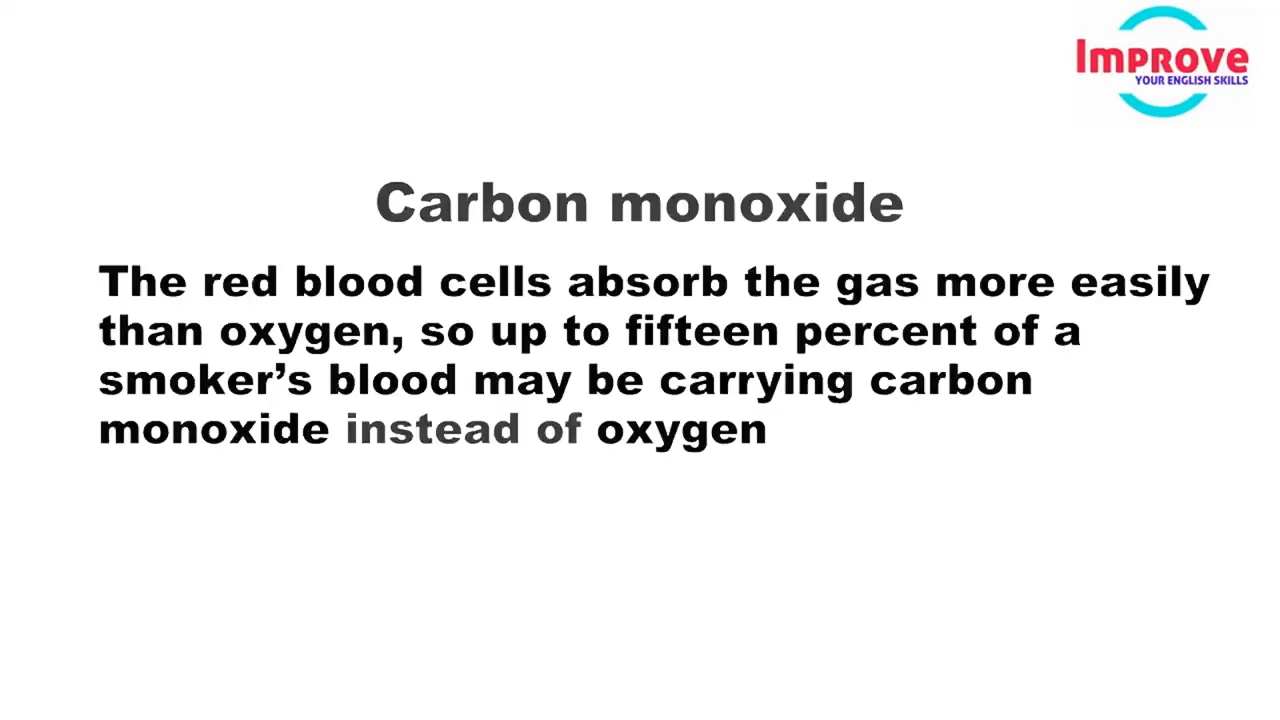 Improve
YOUR ENGLISH SKILLS
Carbon monoxide
The red blood cells absorb the gas more easily
than oxygen, so up to fifteen percent of a
smoker’s blood may be carrying carbon
monoxide instead of oxygen